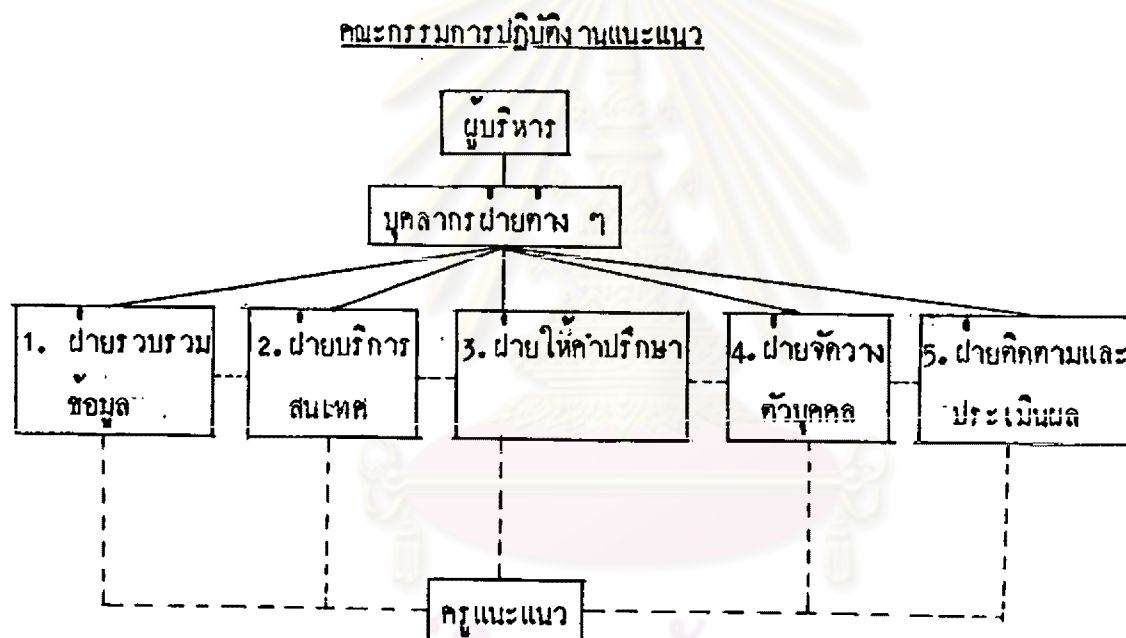 คณะกรรมการปฏิบัติงานแนะแนว
ผู้บริหาร
บุคลากรฝ่ายต่าง ๆ
1. ฝ่ายรวบรวม
ข้อมูล
2. ฝ่ายบริการ
สนเทศ
3. ฝ่ายให้คำปรึกษา
4. ฝ่ายจัดวาง
ตัวบุคคล
5. ฝ่ายติดตามและ
ประเมินผล
ครูแนะแนว